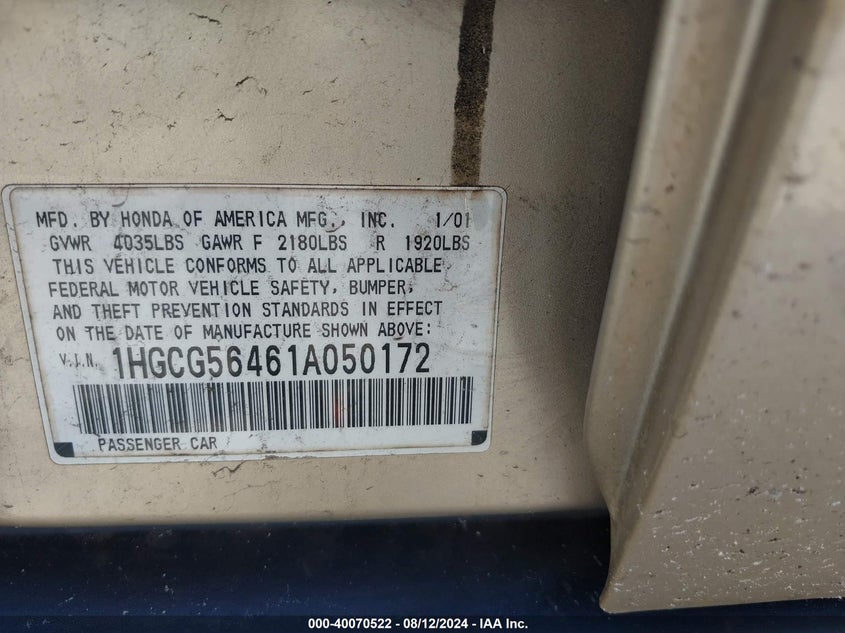 MFD. BY HONDA OF AMERICA MFG., INC. 1/01
GVWR 4035LBS GAWR F 2180LBS R 1920LBS
THIS VEHICLE CONFORMS TO ALL APPLICABLE
FEDERAL MOTOR VEHICLE SAFETY, BUMPER,
AND THEFT PREVENTION STANDARDS IN EFFECT
ON THE DATE OF MANUFACTURE SHOWN ABOVE:
V.I.N. 1HGCG56461A050172
PASSENGER CAR
000-40070522 - 08/12/2024 - IAA Inc.